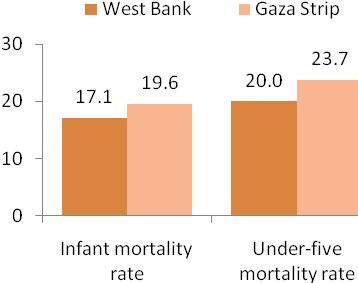 West Bank Gaza Strip
30
20
10
0
17.1
19.6
20.0
23.7
Infant mortality
rate
Under-five
mortality rate